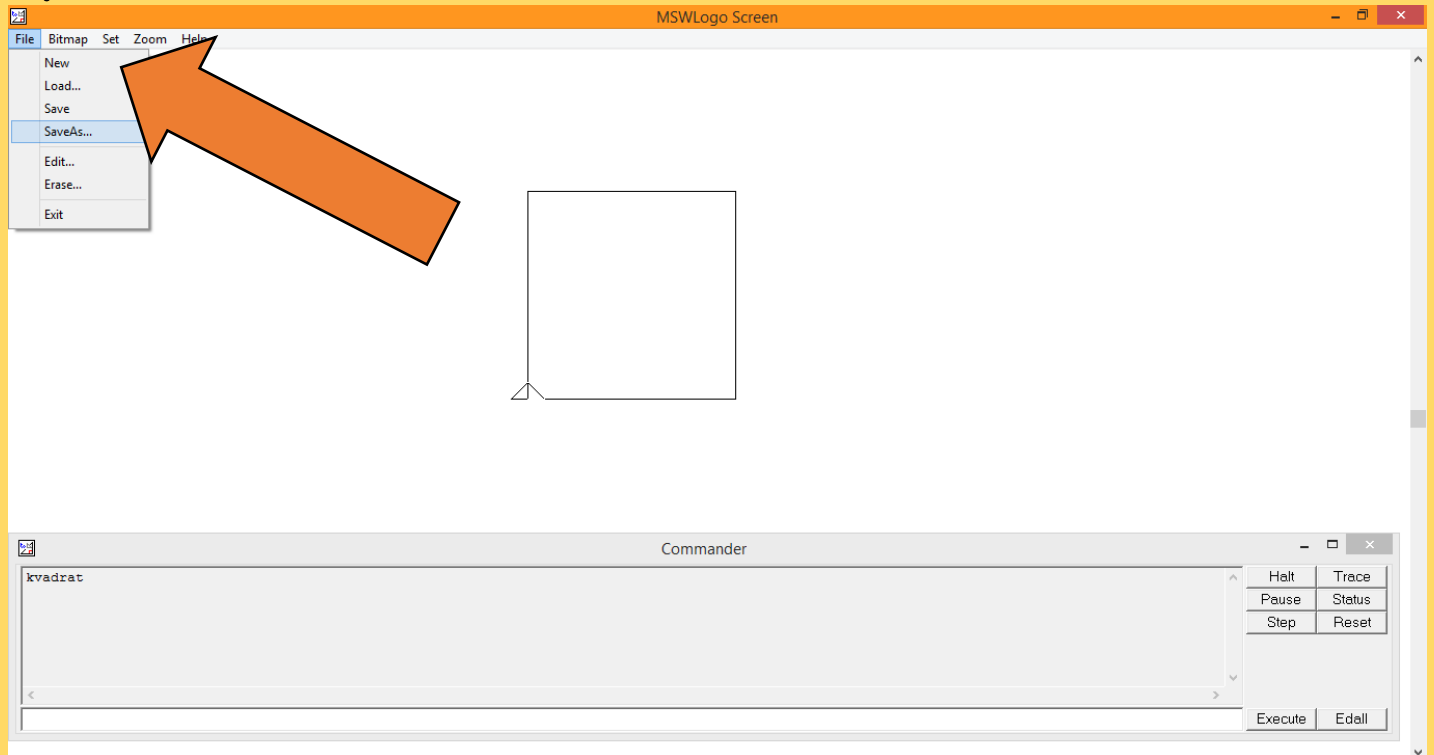 MSWLogo Screen
File Bitmap Set Zoom Help
New
Load...
Save
SaveAs...
Edit...
Erase...
Exit
Commander
kvadrat
Halt Trace
Pause Status
Step Reset
Execute Edall